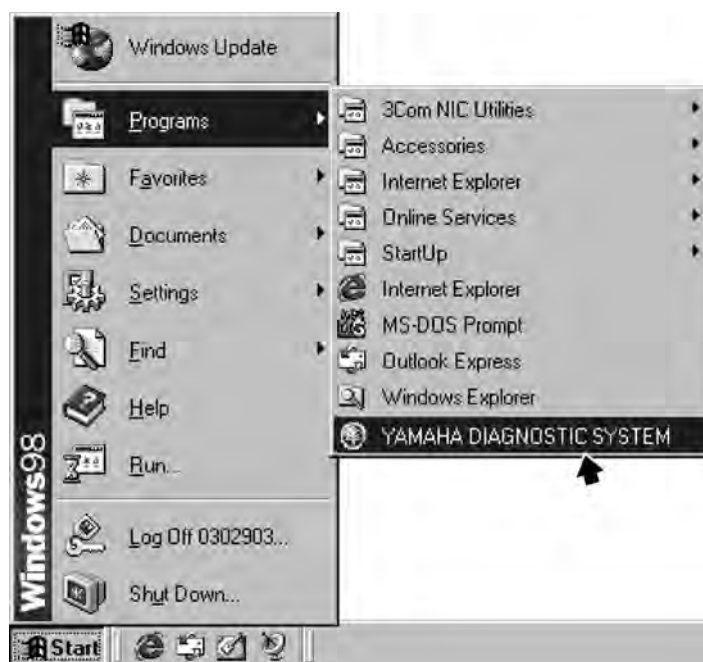 Windows Update
Programs
Favorites
Documents
Settings
Find
Help
Run...
Log Off 0302903...
Shut Down...
Windows98
3Com NIC Utilities
Accessories
Internet Explorer
Online Services
StartUp
Internet Explorer
MS-DOS Prompt
Outlook Express
Windows Explorer
YAMAHA DIAGNOSTIC SYSTEM
Start